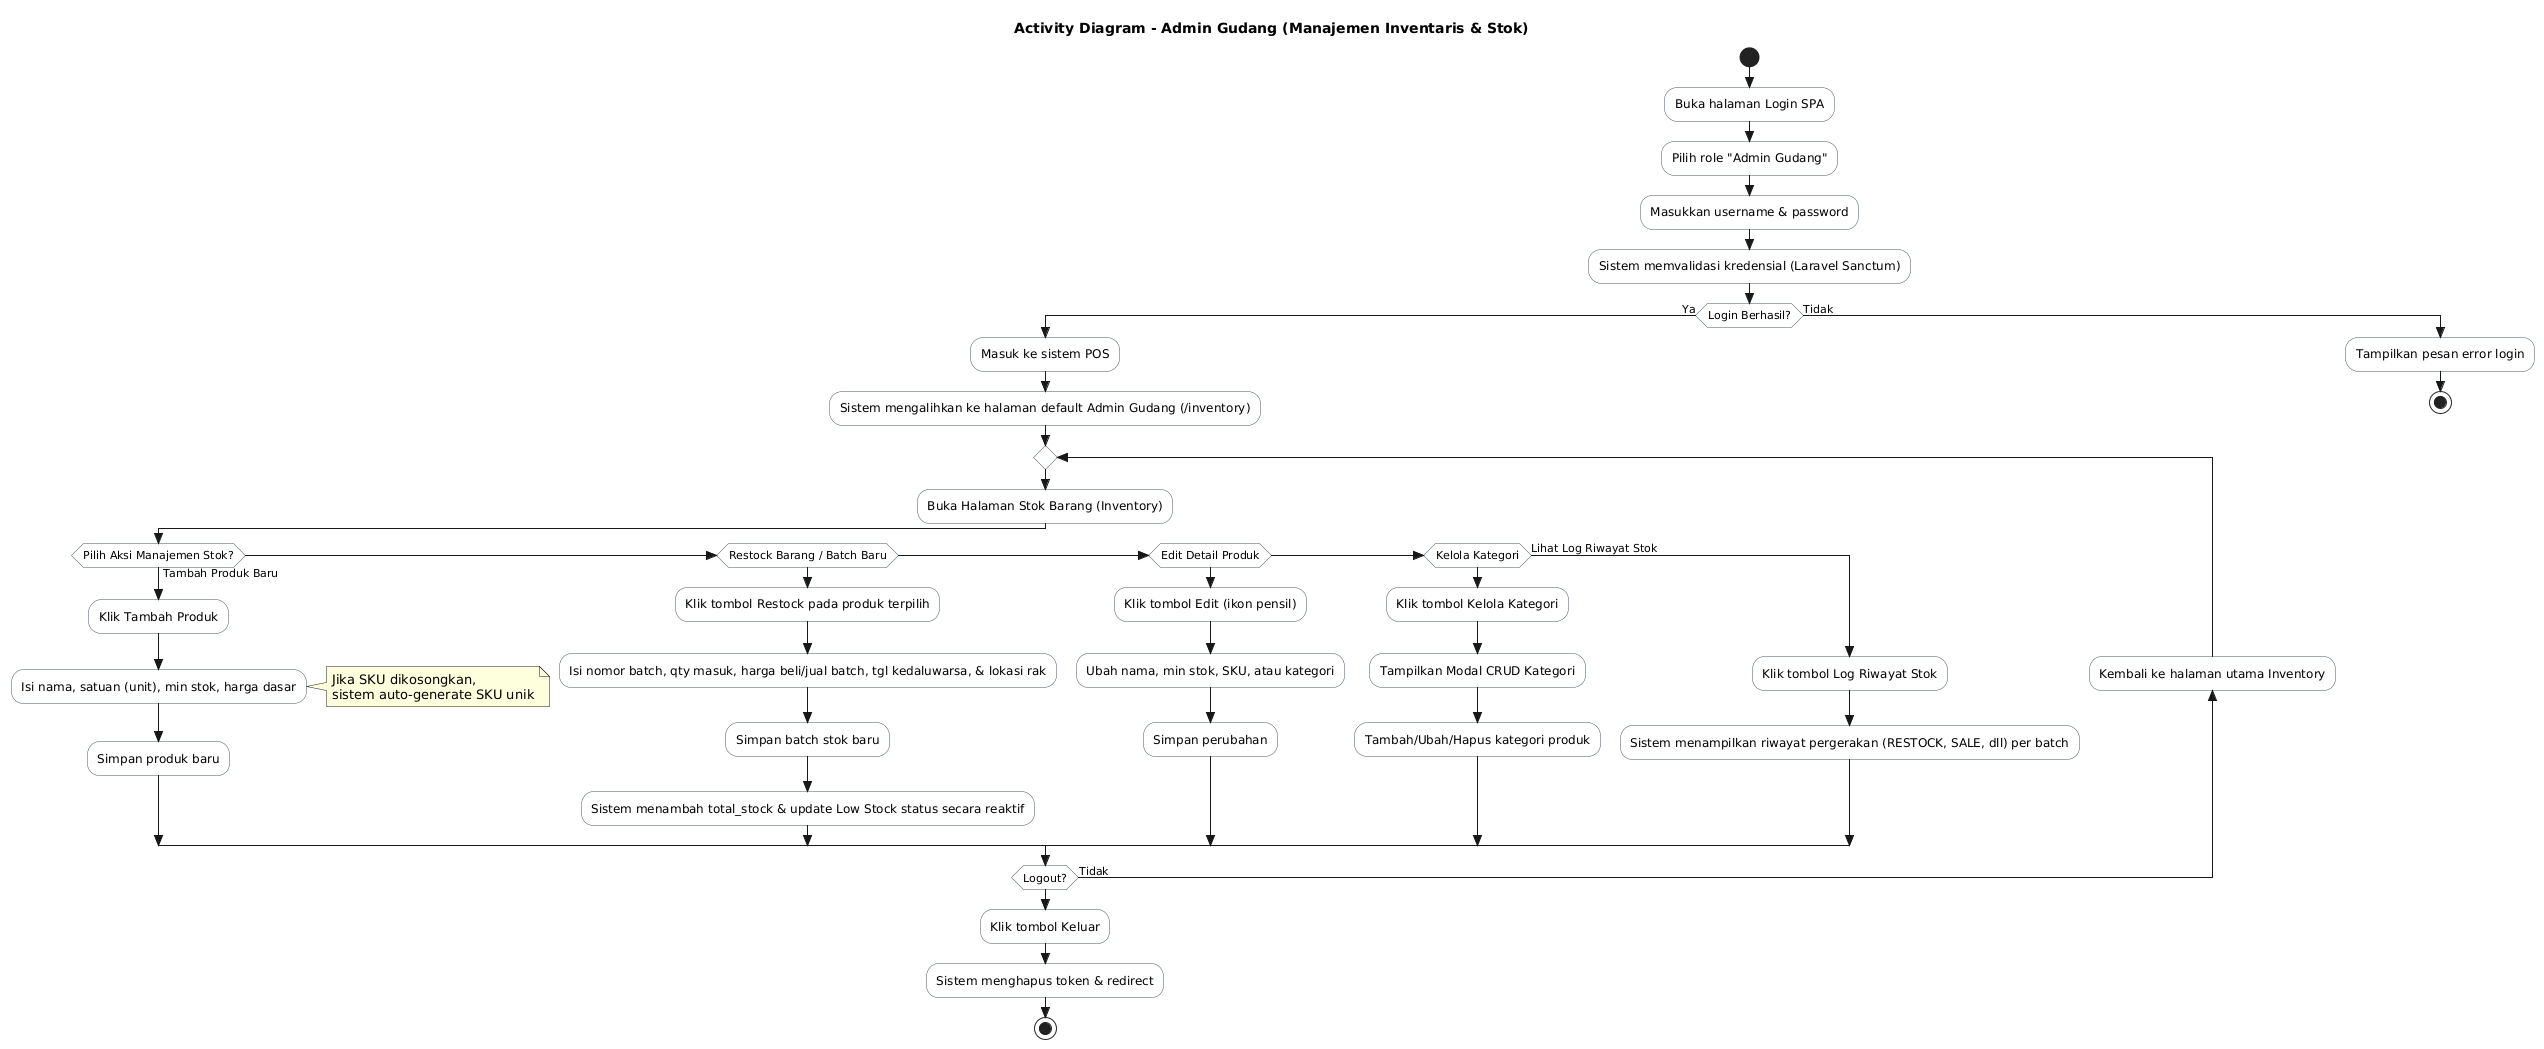 Activity Diagram - Admin Gudang (Manajemen Inventaris & Stok)
Buka halaman Login SPA
Pilih role "Admin Gudang"
Masukkan username & password
Sistem memvalidasi kredensial (Laravel Sanctum)
Ya
Login Berhasil?
Tidak
Masuk ke sistem POS
Tampilkan pesan error login
Sistem mengalihkan ke halaman default Admin Gudang (/inventory)
Buka Halaman Stok Barang (Inventory)
Pilih Aksi Manajemen Stok?
Tambah Produk Baru
Klik Tambah Produk
Isi nama, satuan (unit), min stok, harga dasar
Jika SKU dikosongkan,
sistem auto-generate SKU unik
Simpan produk baru
Restock Barang / Batch Baru
Klik tombol Restock pada produk terpilih
Isi nomor batch, qty masuk, harga beli/jual batch, tgl kedaluwarsa, & lokasi rak
Simpan batch stok baru
Sistem menambah total_stock & update Low Stock status secara reaktif
Edit Detail Produk
Klik tombol Edit (ikon pensil)
Ubah nama, min stok, SKU, atau kategori
Simpan perubahan
Kelola Kategori
Klik tombol Kelola Kategori
Tampilkan Modal CRUD Kategori
Tambah/Ubah/Hapus kategori produk
Lihat Log Riwayat Stok
Klik tombol Log Riwayat Stok
Sistem menampilkan riwayat pergerakan (RESTOCK, SALE, dll) per batch
Kembali ke halaman utama Inventory
Logout?
Tidak
Klik tombol Keluar
Sistem menghapus token & redirect